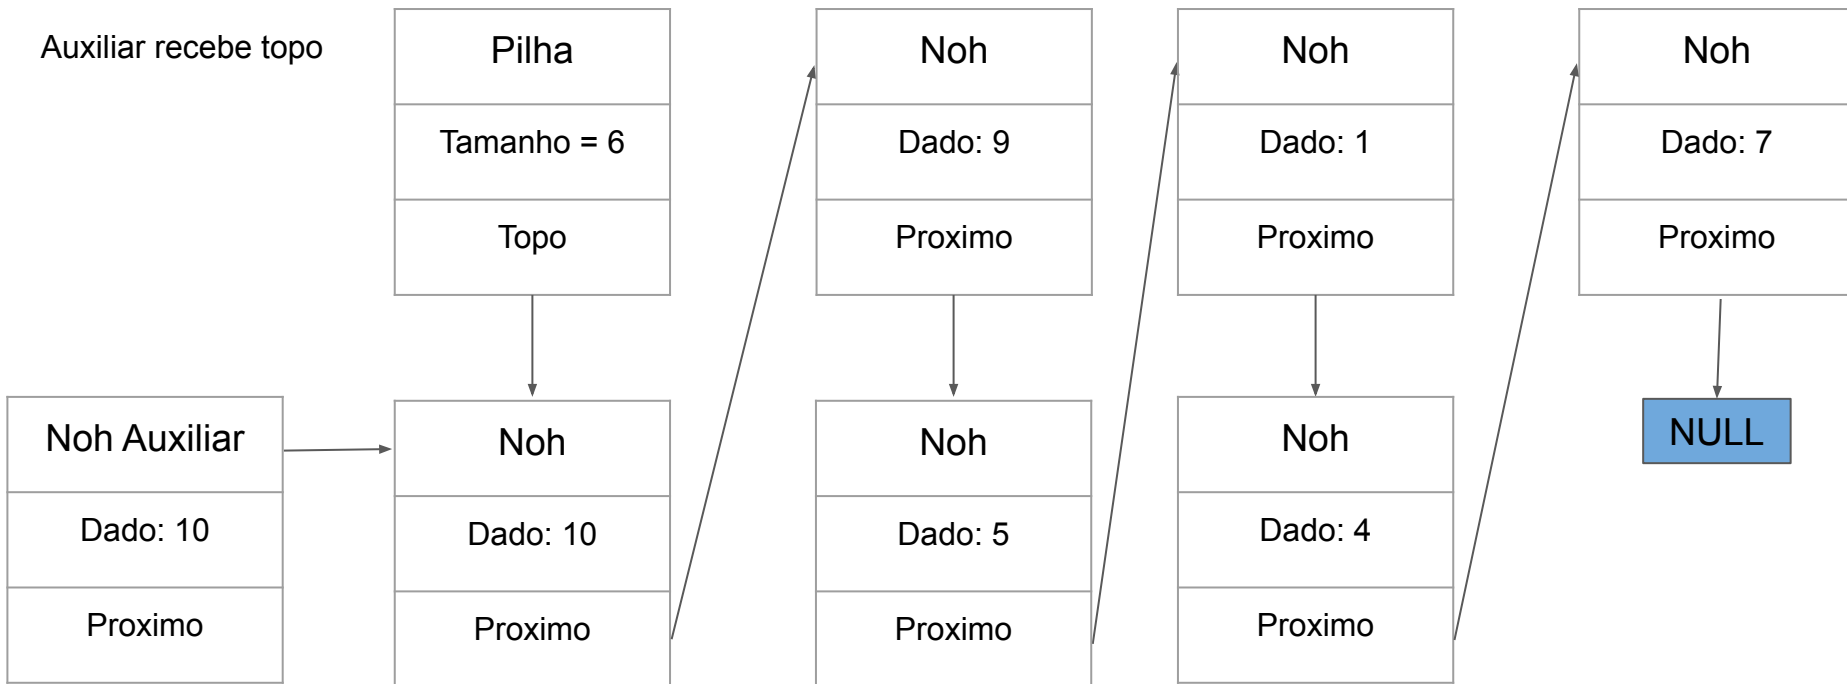 Auxiliar recebe topo
Pilha
Tamanho = 6
Topo
Noh
Dado: 9
Proximo
Noh
Dado: 1
Proximo
Noh
Dado: 7
Proximo
Noh Auxiliar
Dado: 10
Proximo
Noh
Dado: 10
Proximo
Noh
Dado: 5
Proximo
Noh
Dado: 4
Proximo
NULL